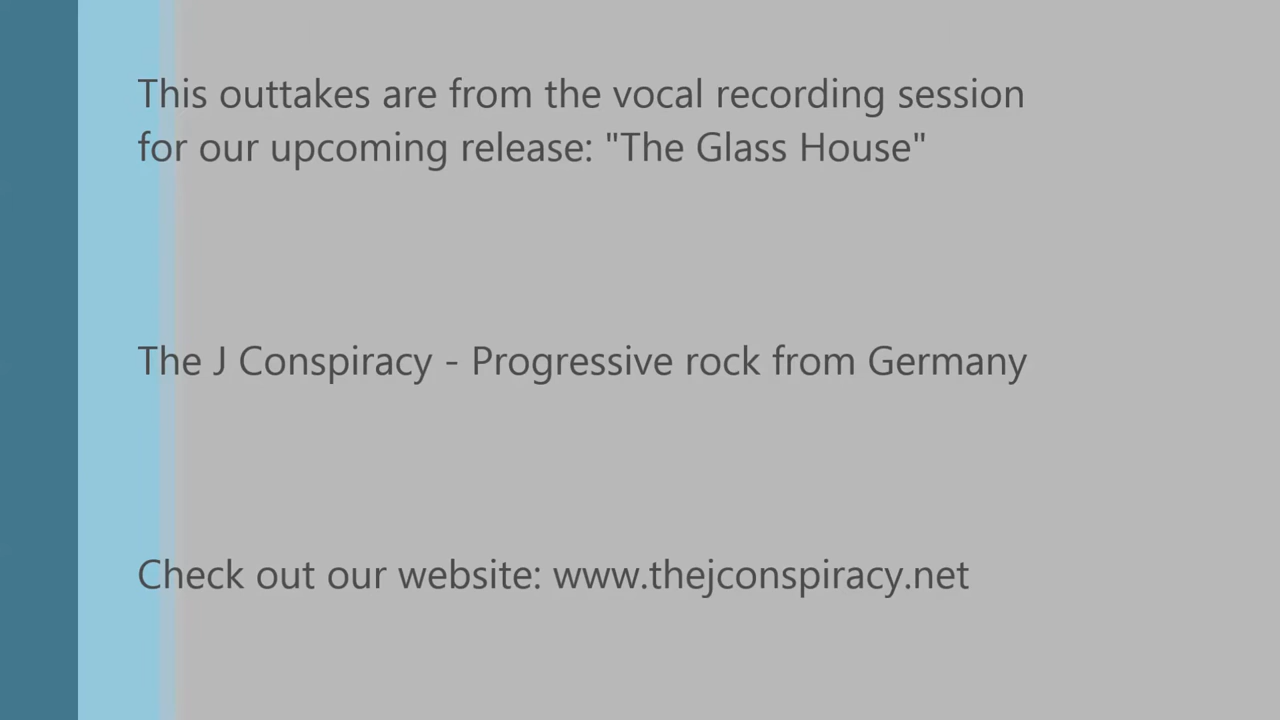 This outtakes are from the vocal recording session
for our upcoming release: "The Glass House"
The J Conspiracy - Progressive rock from Germany
Check out our website: www.thejconspiracy.net